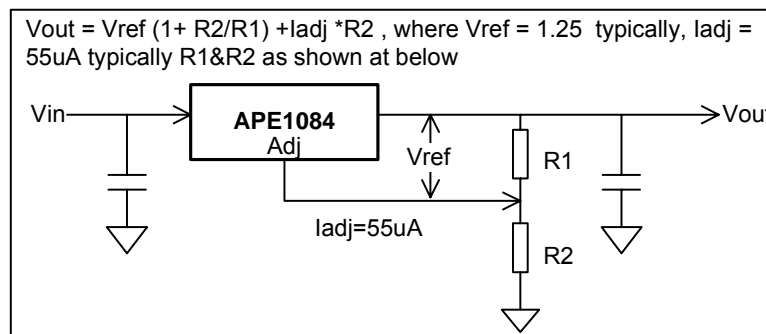 Vout = Vref (1+ R2/R1) +Iadj *R2 , where Vref = 1.25 typically, Iadj =
55uA typically R1&R2 as shown at below
Vin
APE1084
Adj
Vref
R1
Vout
Iadj=55uA
R2